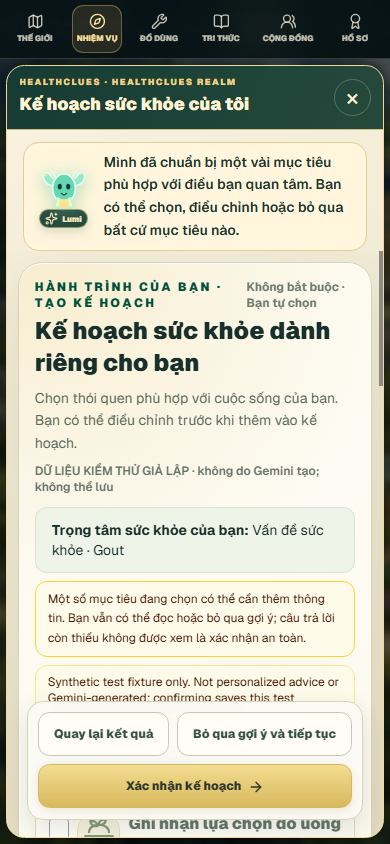 THẾ GIỚI
NHIỆM VỤ
ĐỒ DÙNG
TRI THỨC
CỘNG ĐỒNG
HỒ SƠ
HEALTHCLUES · HEALTHCLUES REALM
Kế hoạch sức khỏe của tôi
Mình đã chuẩn bị một vài mục tiêu
phù hợp với điều bạn quan tâm. Bạn
có thể chọn, điều chỉnh hoặc bỏ qua
bất cứ mục tiêu nào.
Lumi
HÀNH TRÌNH CỦA BẠN ·
TẠO KẾ HOẠCH
Không bắt buộc ·
Bạn tự chọn
Kế hoạch sức khỏe dành
riêng cho bạn
Chọn thói quen phù hợp với cuộc sống của bạn.
Bạn có thể điều chỉnh trước khi thêm vào kế
hoạch.
DỮ LIỆU KIỂM THỬ GIẢ LẬP · không do Gemini tạo;
không thể lưu
Trọng tâm sức khỏe của bạn: Vấn đề sức
khỏe · Gout
Một số mục tiêu đang chọn có thể cần thêm thông
tin. Bạn vẫn có thể đọc hoặc bỏ qua gợi ý; câu trả lời
còn thiếu không được xem là xác nhận an toàn.
Synthetic test fixture only. Not personalized advice or
Gemini-generated; confirming saves this test
Quay lại kết quả
Bỏ qua gợi ý và tiếp tục
Xác nhận kế hoạch →
Ghi nhận lựa chọn đồ uống